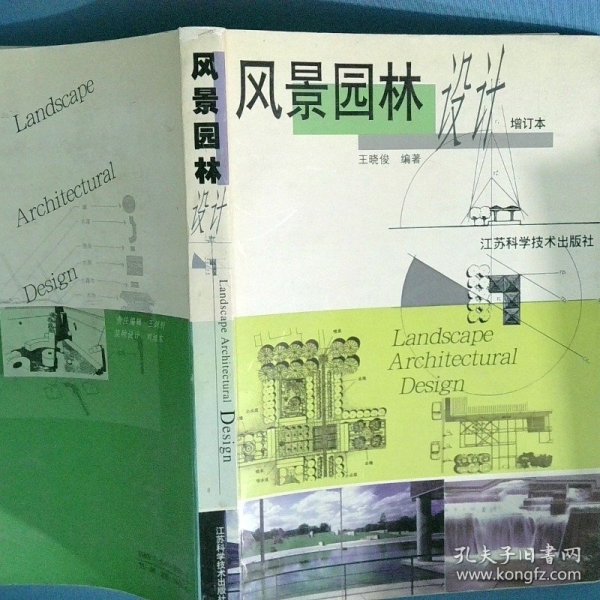 Landscape
Architectural
Design
风景园林
设计
Landscape Architectural
Design
江苏科学技术出版社
风景园林
设计
增订本
王晓俊 编著
江苏科学技术出版社
Landscape
Architectural
Design
孔夫子旧书网
www.kongfz.com